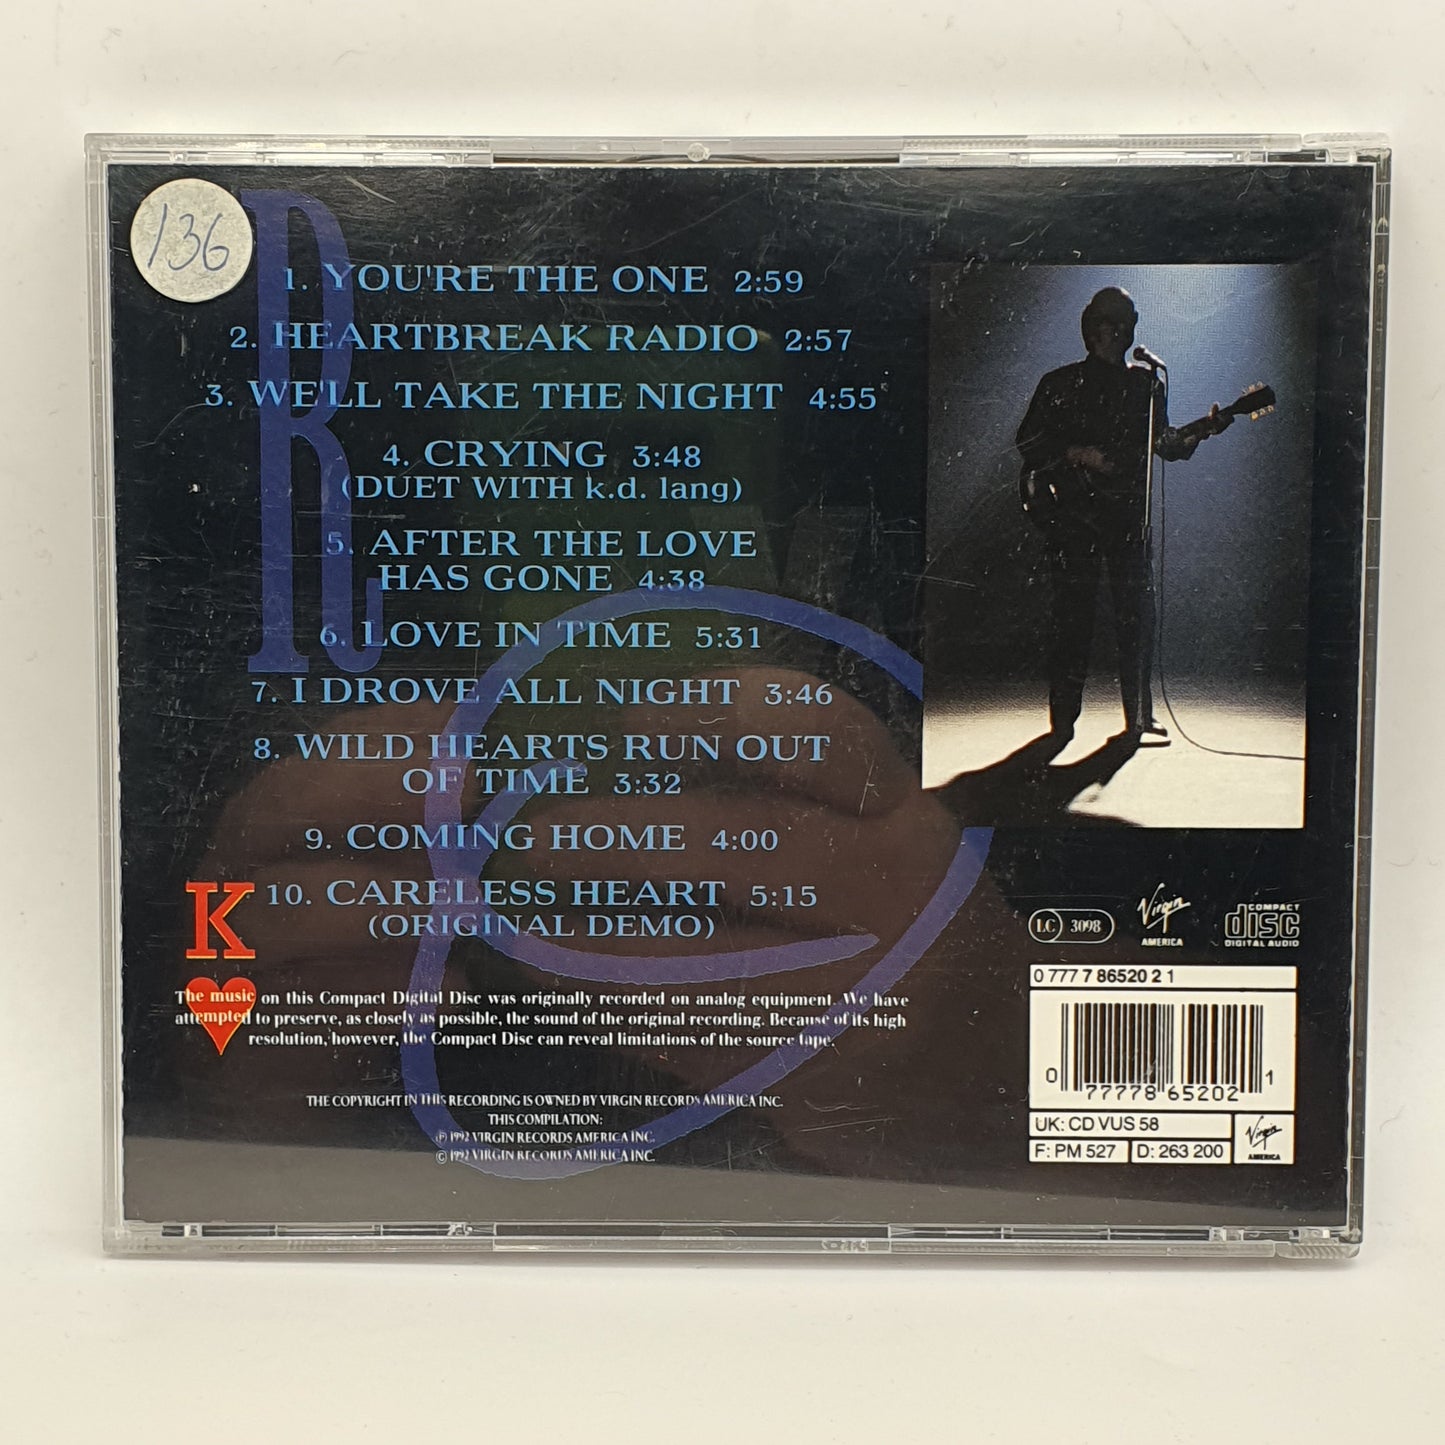 136
R
1. YOU'RE THE ONE 2:59
2. HEARTBREAK RADIO 2:57
3. WE'LL TAKE THE NIGHT 4:55
4. CRYING 3:48
(DUET WITH k.d. lang)
5. AFTER THE LOVE
HAS GONE 4:38
6. LOVE IN TIME 5:31
7. I DROVE ALL NIGHT 3:46
8. WILD HEARTS RUN OUT
OF TIME 3:32
9. COMING HOME 4:00
10. CARELESS HEART 5:15
(ORIGINAL DEMO)
K
The music on this Compact Digital Disc was originally recorded on analog equipment. We have
attempted to preserve, as closely as possible, the sound of the original recording. Because of its high
resolution, however, the Compact Disc can reveal limitations of the source tape.
THE COPYRIGHT IN THIS RECORDING IS OWNED BY VIRGIN RECORDS AMERICA INC.
THIS COMPILATION:
℗ 1992 VIRGIN RECORDS AMERICA INC.
© 1992 VIRGIN RECORDS AMERICA INC.
LC 3098
Virgin
AMERICA
COMPACT
disc
DIGITAL AUDIO
0 777 7 86520 2 1
0 77778 65202 1
UK: CD VUS 58
F: PM 527
D: 263 200
Virgin
AMERICA